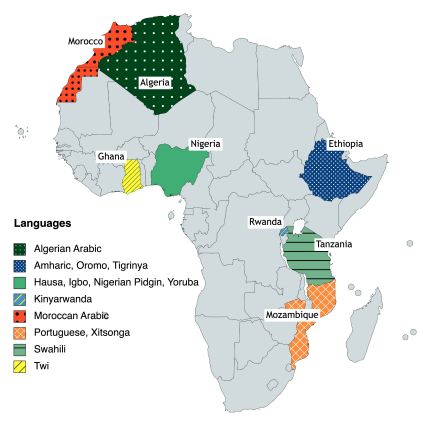 Morocco
Algeria
Nigeria
Ghana
Ethiopia
Rwanda
Tanzania
Mozambique
Languages
Algerian Arabic
Amharic, Oromo, Tigrinya
Hausa, Igbo, Nigerian Pidgin, Yoruba
Kinyarwanda
Moroccan Arabic
Portuguese, Xitsonga
Swahili
Twi